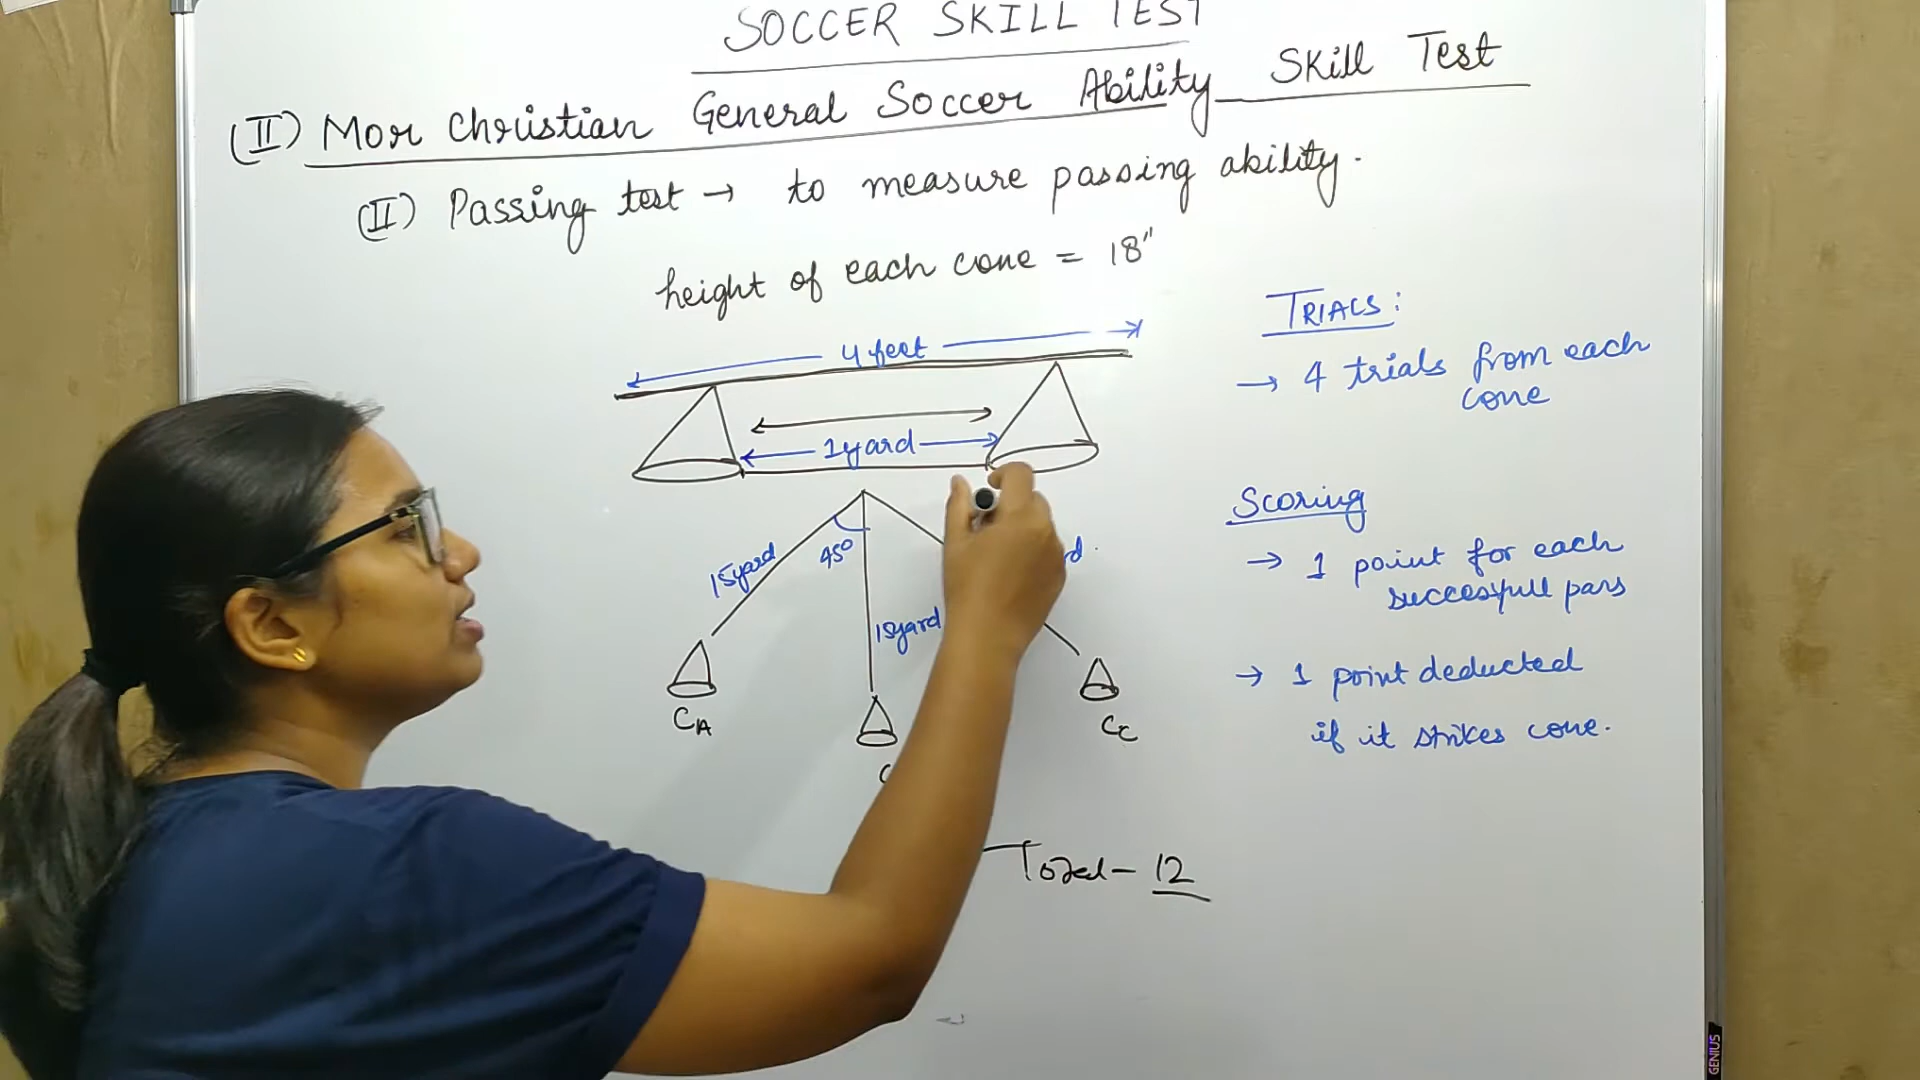 SOCCER SKILL TEST
(II) Mor Christian General Soccer Ability Skill Test
(II) Passing test → to measure passing ability.
height of each cone = 18"
4 feet
1 yard
45°
15yard
15yard
d.
CA
C
CC
TRIALS:
→ 4 trials from each
cone
Scoring
→ 1 point for each
succesfull pass
→ 1 point deducted
if it strikes cone.
Total - 12
GENIUS